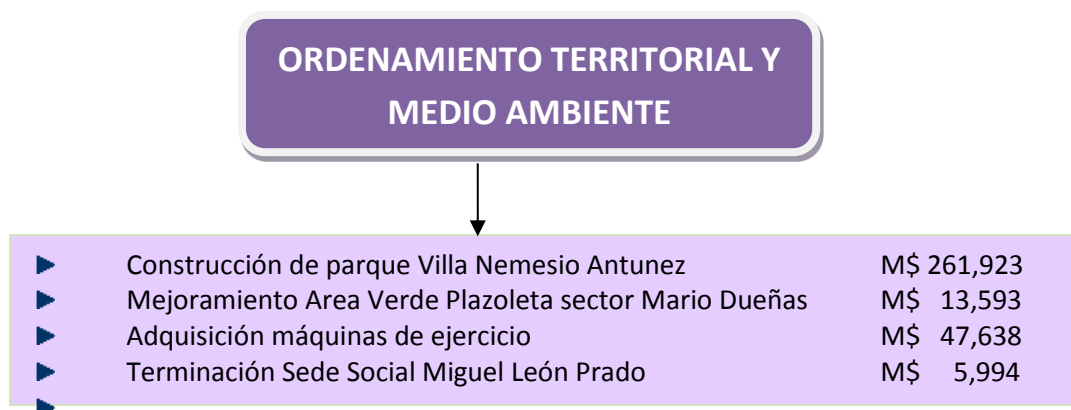 ORDENAMIENTO TERRITORIAL Y
MEDIO AMBIENTE
Construcción de parque Villa Nemesio Antunez M$ 261,923
Mejoramiento Area Verde Plazoleta sector Mario Dueñas M$ 13,593
Adquisición máquinas de ejercicio M$ 47,638
Terminación Sede Social Miguel León Prado M$ 5,994